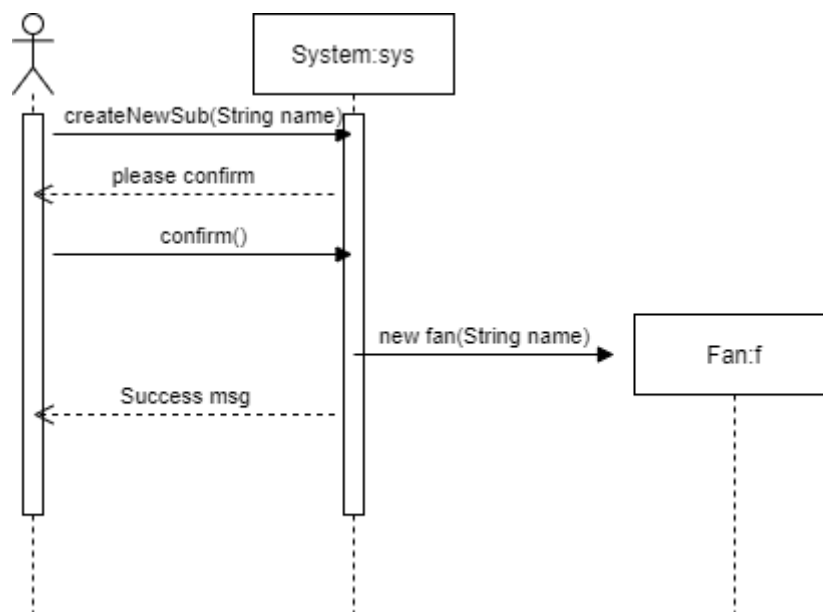 System:sys
createNewSub(String name)
please confirm
confirm()
new fan(String name)
Fan:f
Success msg